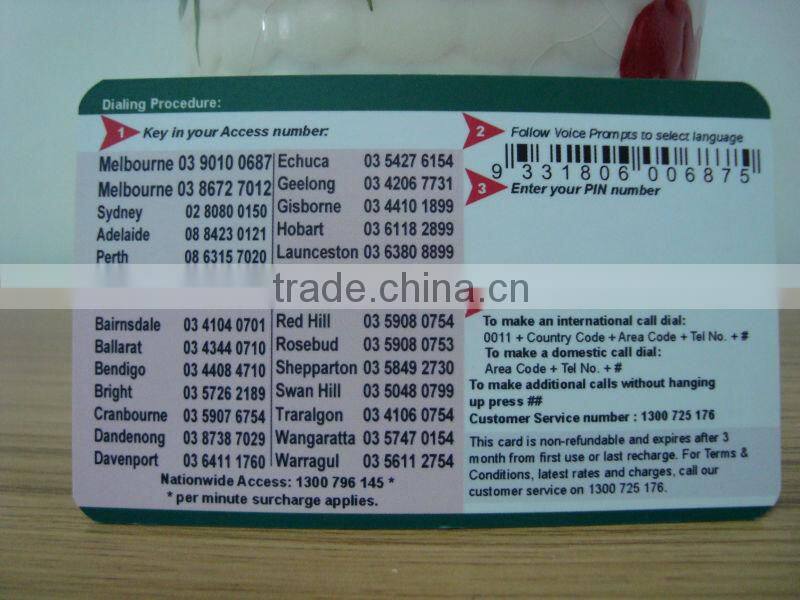 Dialing Procedure:
1 Key in your Access number:
Melbourne 03 9010 0687
Melbourne 03 8672 7012
Sydney 02 8080 0150
Adelaide 08 8423 0121
Perth 08 6315 7020
Bairnsdale 03 4104 0701
Ballarat 03 4344 0710
Bendigo 03 4408 4710
Bright 03 5726 2189
Cranbourne 03 5907 6754
Dandenong 03 8738 7029
Davenport 03 6411 1760
Echuca 03 5427 6154
Geelong 03 4206 7731
Gisborne 03 4410 1899
Hobart 03 6118 2899
Launceston 03 6380 8899
Red Hill 03 5908 0754
Rosebud 03 5908 0753
Shepparton 03 5849 2730
Swan Hill 03 5048 0799
Traralgon 03 4106 0754
Wangaratta 03 5747 0154
Warragul 03 5611 2754
Nationwide Access: 1300 796 145 *
* per minute surcharge applies.
2 Follow Voice Prompts to select language
9 331806 006875
3 Enter your PIN number
trade.china.cn
To make an international call dial:
0011 + Country Code + Area Code + Tel No. + #
To make a domestic call dial:
Area Code + Tel No. + #
To make additional calls without hanging
up press ##
Customer Service number : 1300 725 176
This card is non-refundable and expires after 3
month from first use or last recharge. For Terms &
Conditions, latest rates and charges, call our
customer service on 1300 725 176.